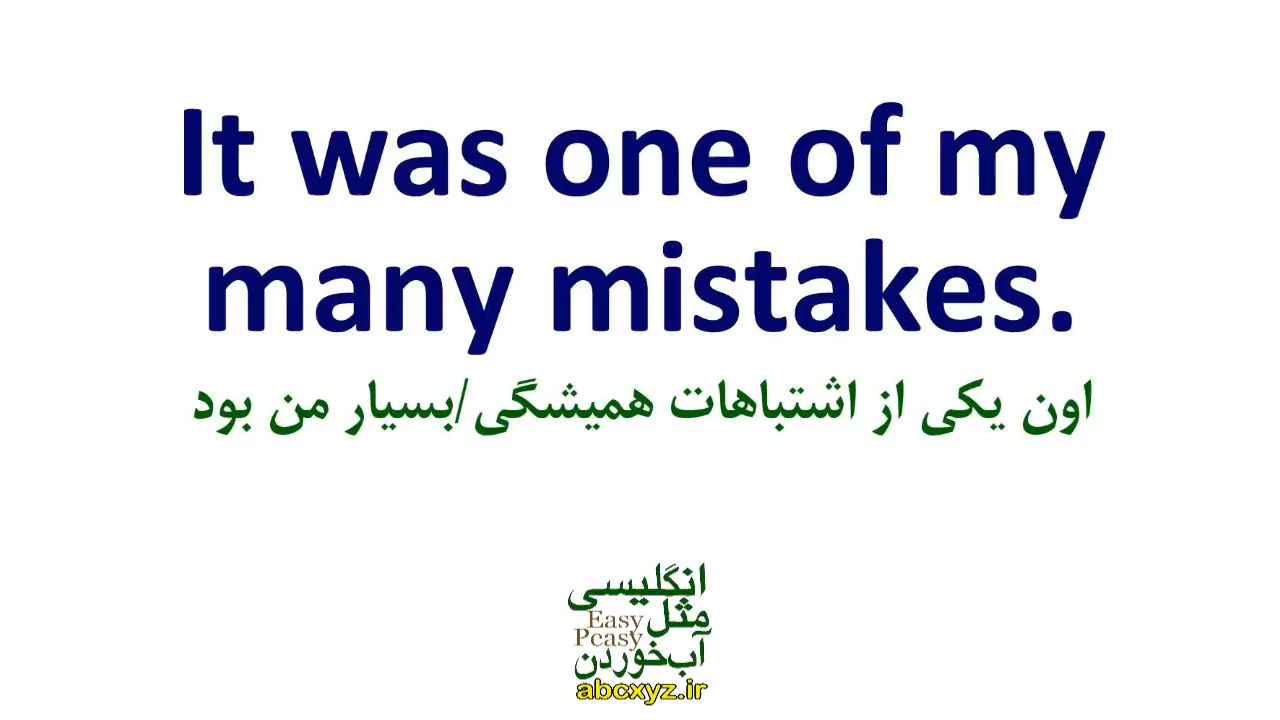 It was one of my
many mistakes.
اون یکی از اشتباهات همیشگی/بسیار من بود
انگلیسی
مثل
Easy
Peasy
آب‌خوردن
abcxyz.ir